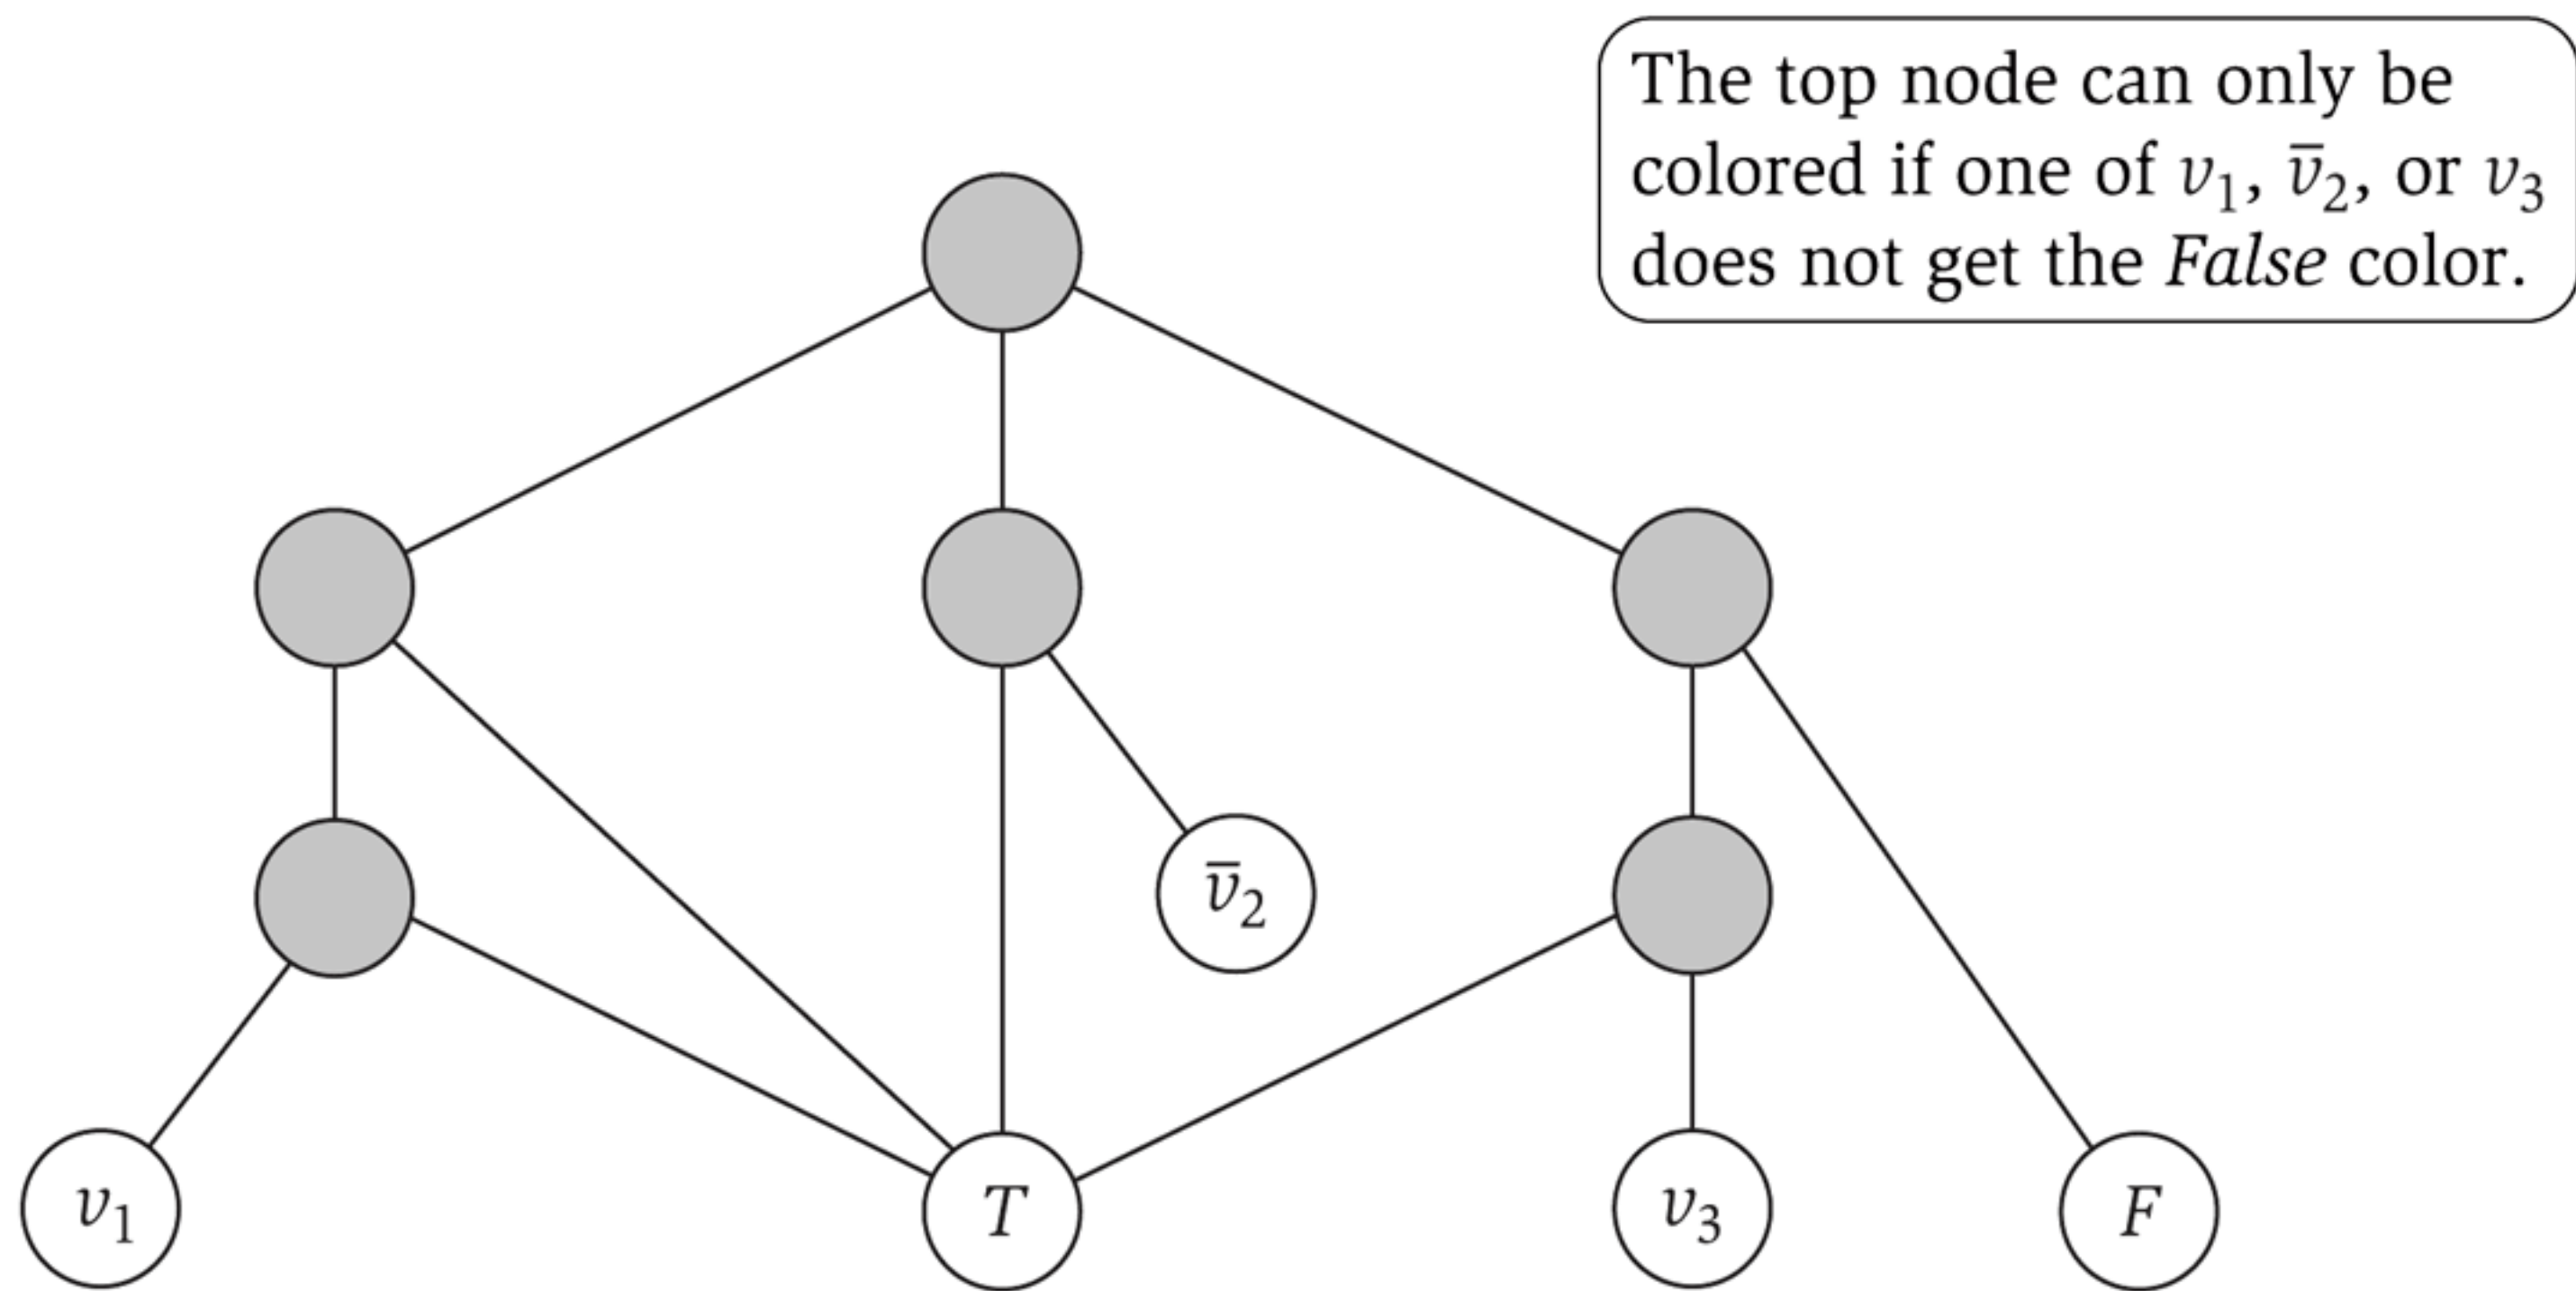 The top node can only be
colored if one of v₁, v̅₂, or v₃
does not get the False color.
v̅₂
v₁
T
v₃
F